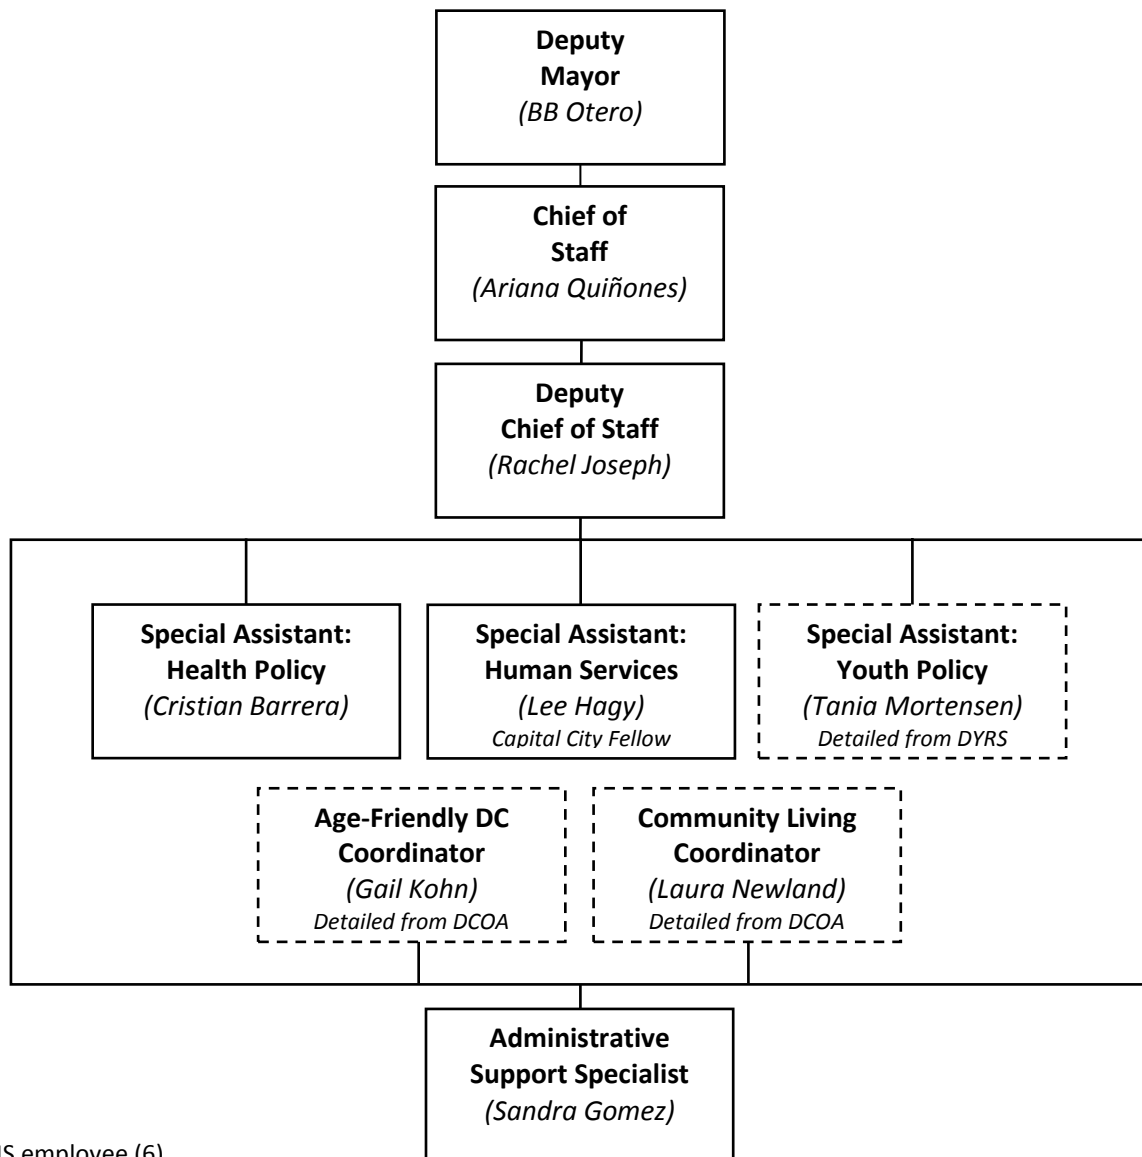 Deputy
Mayor
(BB Otero)
Chief of
Staff
(Ariana Quiñones)
Deputy
Chief of Staff
(Rachel Joseph)
Special Assistant:
Health Policy
(Cristian Barrera)
Special Assistant:
Human Services
(Lee Hagy)
Capital City Fellow
Special Assistant:
Youth Policy
(Tania Mortensen)
Detailed from DYRS
Age-Friendly DC
Coordinator
(Gail Kohn)
Detailed from DCOA
Community Living
Coordinator
(Laura Newland)
Detailed from DCOA
Administrative
Support Specialist
(Sandra Gomez)
employee (6)